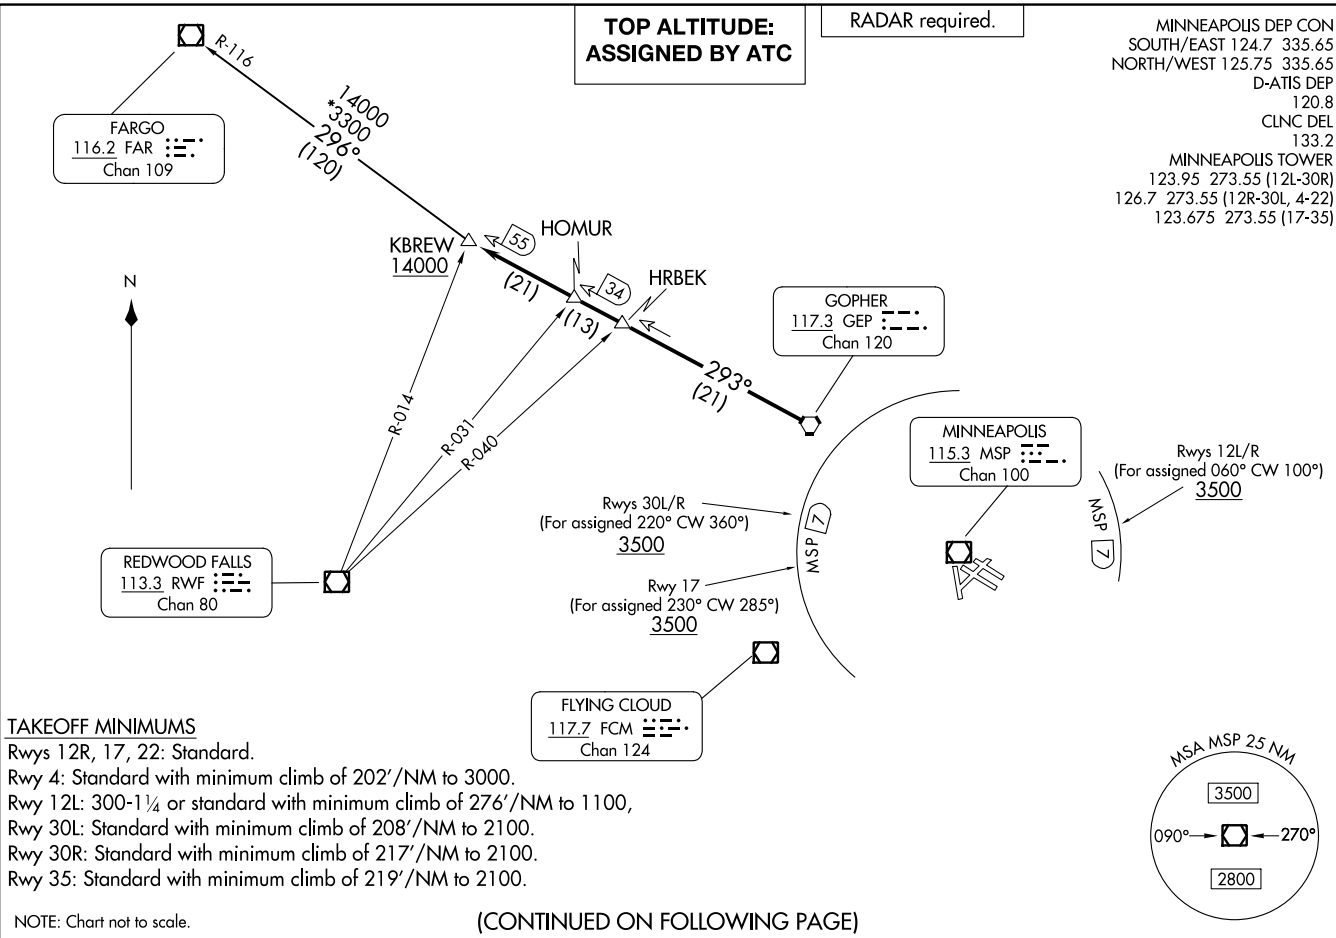 TOP ALTITUDE:
ASSIGNED BY ATC
RADAR required.
MINNEAPOLIS DEP CON
SOUTH/EAST 124.7 335.65
NORTH/WEST 125.75 335.65
D-ATIS DEP
120.8
CLNC DEL
133.2
MINNEAPOLIS TOWER
123.95 273.55 (12L-30R)
126.7 273.55 (12R-30L, 4-22)
123.675 273.55 (17-35)
R-116
FARGO
116.2 FAR
Chan 109
14000
*3300
296°
(120)
KBREW
14000
55
HOMUR
(21)
34
HRBEK
(13)
N
GOPHER
117.3 GEP
Chan 120
293°
(21)
R-014
R-031
R-040
MINNEAPOLIS
115.3 MSP
Chan 100
Rwys 12L/R
(For assigned 060° CW 100°)
3500
MSP 7
Rwys 30L/R
(For assigned 220° CW 360°)
3500
MSP 7
Rwy 17
(For assigned 230° CW 285°)
3500
REDWOOD FALLS
113.3 RWF
Chan 80
FLYING CLOUD
117.7 FCM
Chan 124
TAKEOFF MINIMUMS
Rwys 12R, 17, 22: Standard.
Rwy 4: Standard with minimum climb of 202'/NM to 3000.
Rwy 12L: 300-1¼ or standard with minimum climb of 276'/NM to 1100,
Rwy 30L: Standard with minimum climb of 208'/NM to 2100.
Rwy 30R: Standard with minimum climb of 217'/NM to 2100.
Rwy 35: Standard with minimum climb of 219'/NM to 2100.
MSA MSP 25 NM
3500
090° 270°
2800
NOTE: Chart not to scale.
(CONTINUED ON FOLLOWING PAGE)